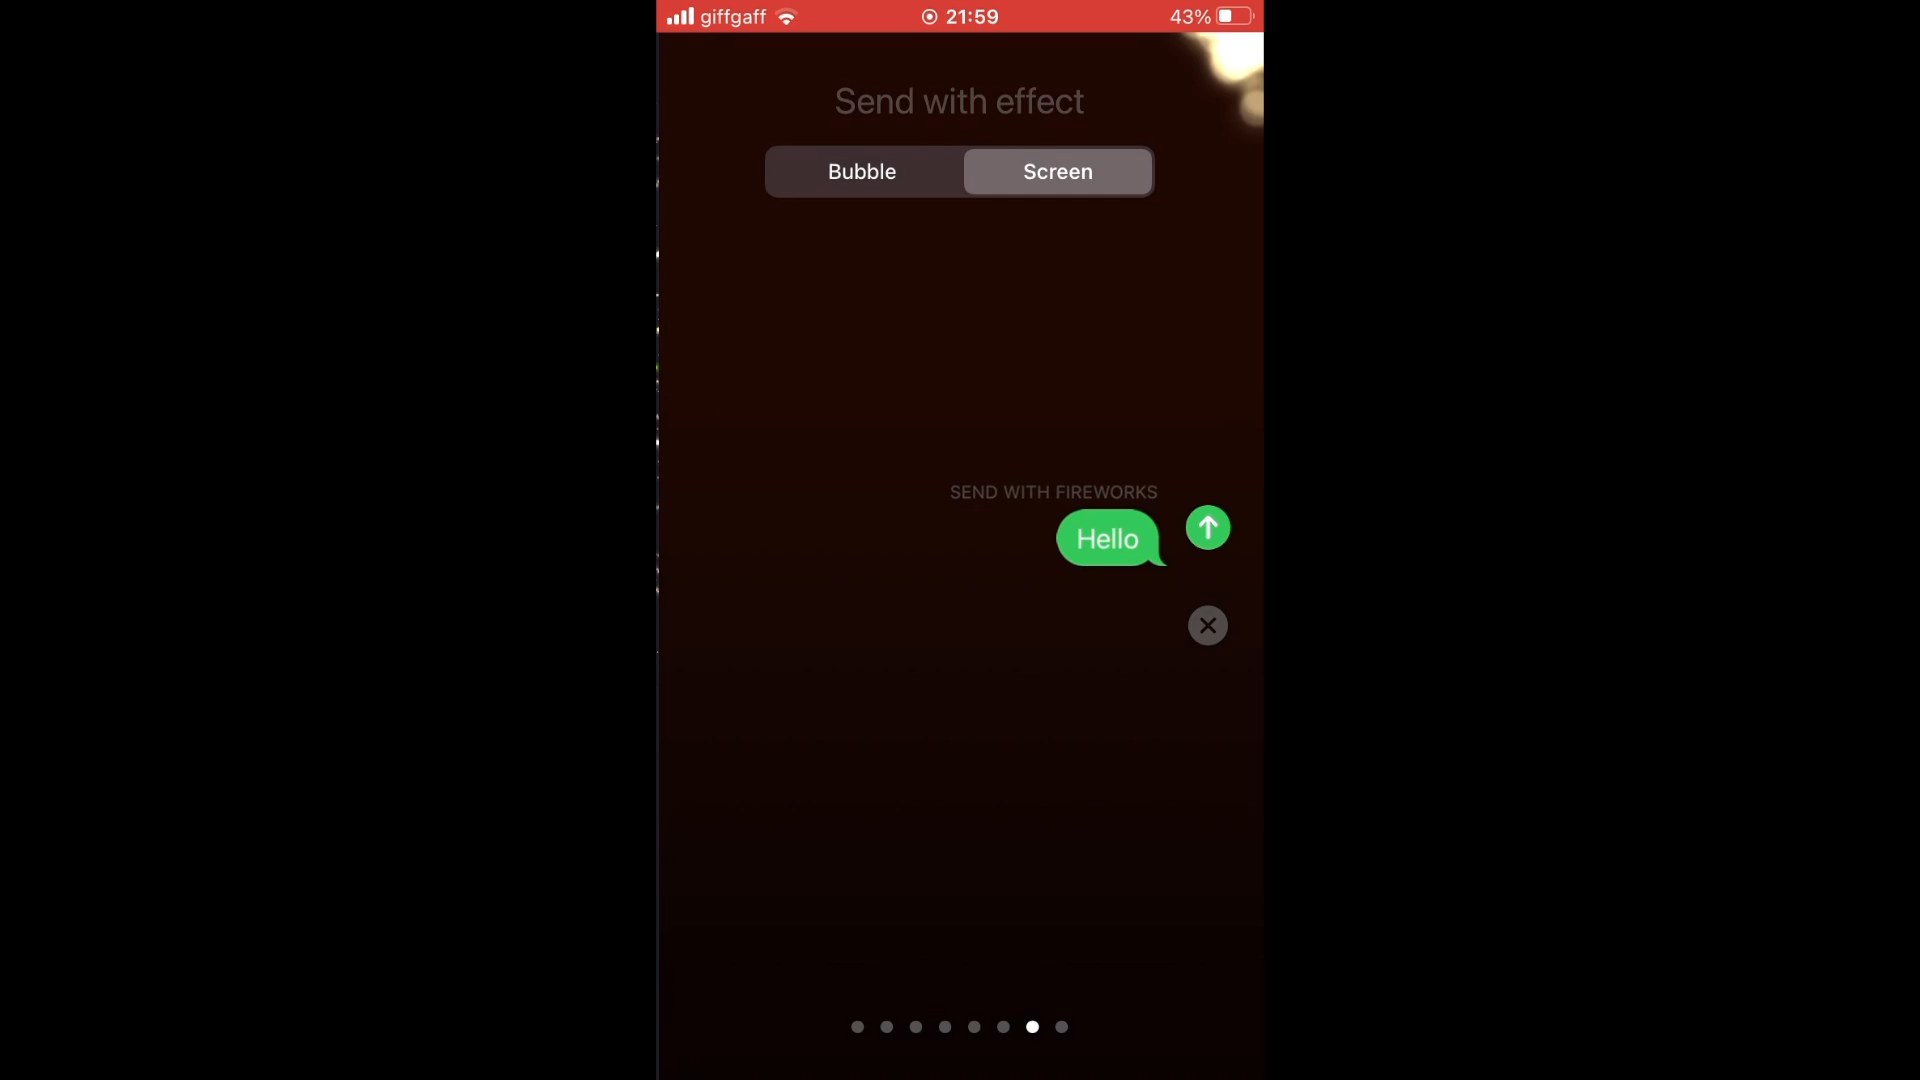 giffgaff 21:59 43%
Send with effect
Bubble Screen
SEND WITH FIREWORKS
Hello